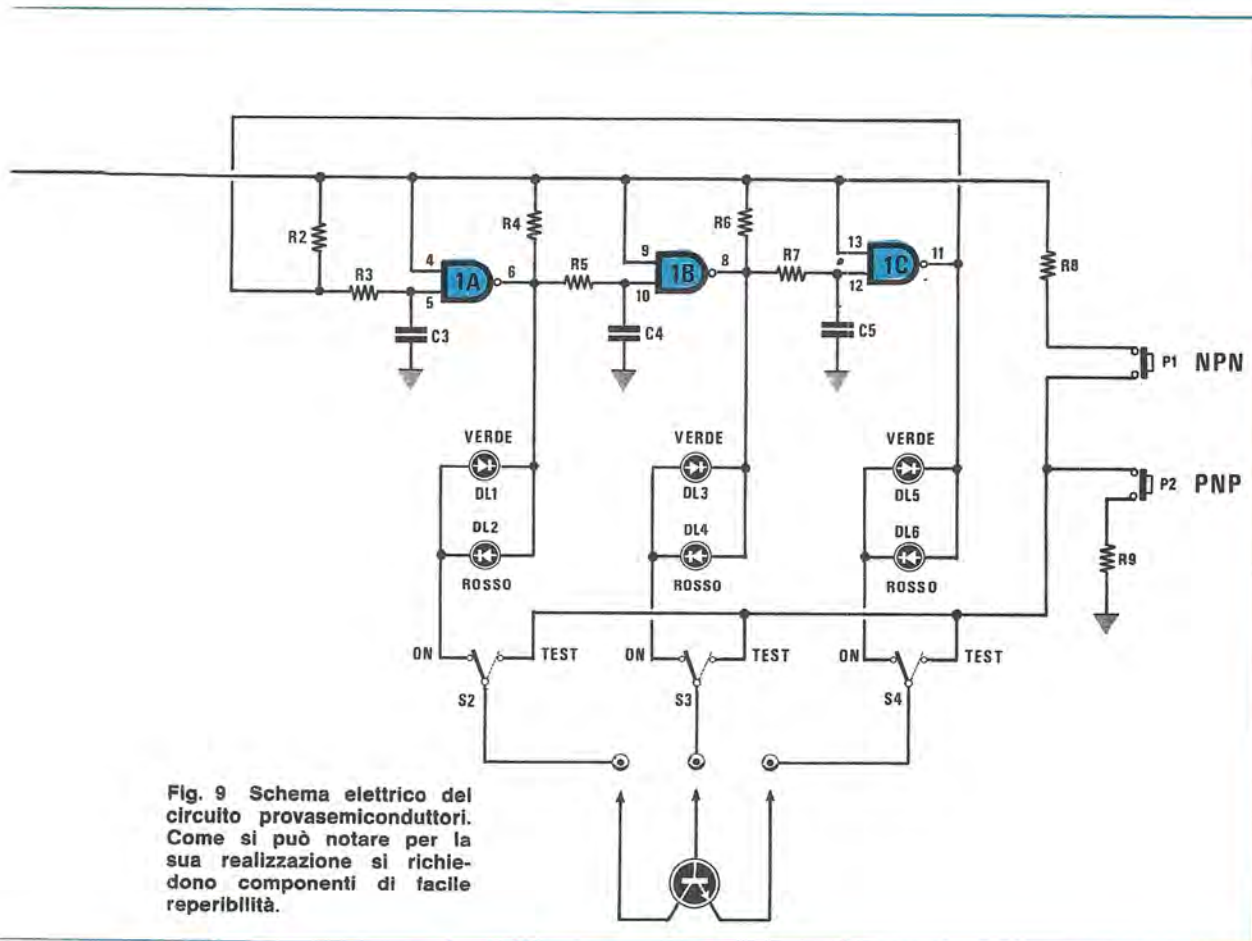 R2
R3
4
5
1A
6
C3
R4
R5
9
10
1B
8
C4
R6
R7
13
12
1C
11
C5
R8
P1 NPN
P2 PNP
R9
VERDE
DL1
DL2
ROSSO
VERDE
DL3
DL4
ROSSO
VERDE
DL5
DL6
ROSSO
ON
TEST
S2
ON
TEST
S3
ON
TEST
S4
Fig. 9 Schema elettrico del
circuito provasemiconduttori.
Come si può notare per la
sua realizzazione si richie-
dono componenti di facile
reperibilità.